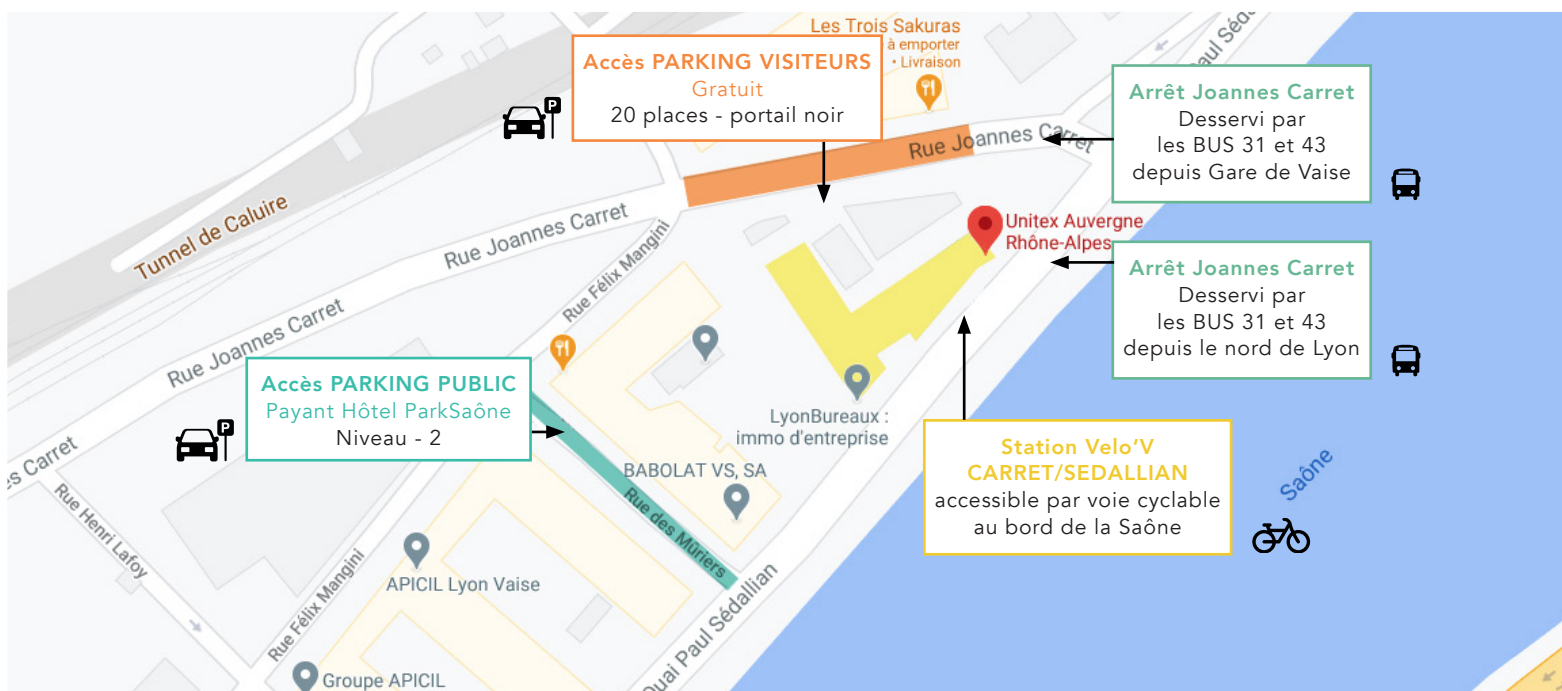 Les Trois Sakuras
à emporter
• Livraison
Paul Séda
Accès PARKING VISITEURS
Gratuit
20 places - portail noir
P
Rue Joannes Carret
Arrêt Joannes Carret
Desservi par
les BUS 31 et 43
depuis Gare de Vaise
Tunnel de Caluire
Rue Joannes Carret
Rue Félix Mangini
Unitex Auvergne
Rhône-Alpes
Arrêt Joannes Carret
Desservi par
les BUS 31 et 43
depuis le nord de Lyon
Rue Joannes Carret
Accès PARKING PUBLIC
Payant Hôtel ParkSaône
Niveau - 2
P
LyonBureaux :
immo d'entreprise
Station Velo’V
CARRET/SEDALLIAN
accessible par voie cyclable
au bord de la Saône
Saône
BABOLAT VS, SA
Rue des Mûriers
es Carret
Rue Henri Lafoy
APICIL Lyon Vaise
Rue Félix Mangini
Quai Paul Sédallian
Groupe APICIL